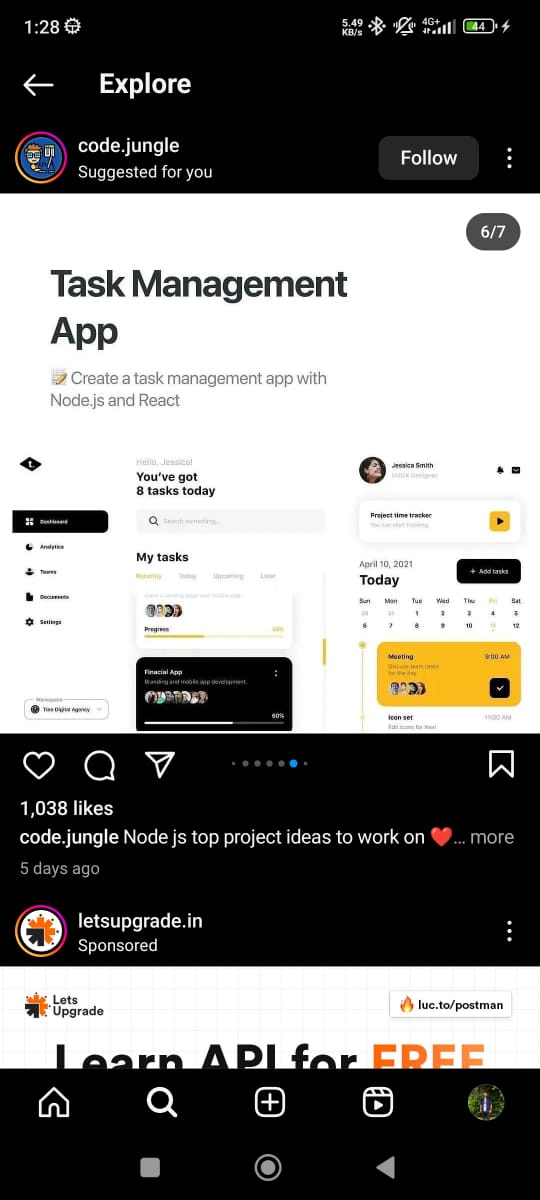 1:28
5.49
KB/s
4G+
44
Explore
code.jungle
Suggested for you
Follow
6/7
Task Management
App
📝 Create a task management app with
Node.js and React
Hello, Jessica!
You've got
8 tasks today
Search something...
My tasks
Recently Today Upcoming Later
Progress
Finacial App
Branding and mobile app development.
60%
Dashboard
Analytics
Teams
Documents
Settings
Workspace
Tino Digital Agency
Jessica Smith
UI/UX Designer
Project time tracker
You can start tracking
April 10, 2021
Today
+ Add tasks
Sun Mon Tue Wed Thu Fri Sat
1 2 3 4 5
6 7 8 9 10 11 12
Meeting
9:00 AM
Discuss team tasks
for the day
Icon set
11:00 AM
Edit icons for
1,038 likes
code.jungle Node js top project ideas to work on ❤️... more
5 days ago
letsupgrade.in
Sponsored
Lets
Upgrade
🔥 luc.to/postman
Learn API for FREE